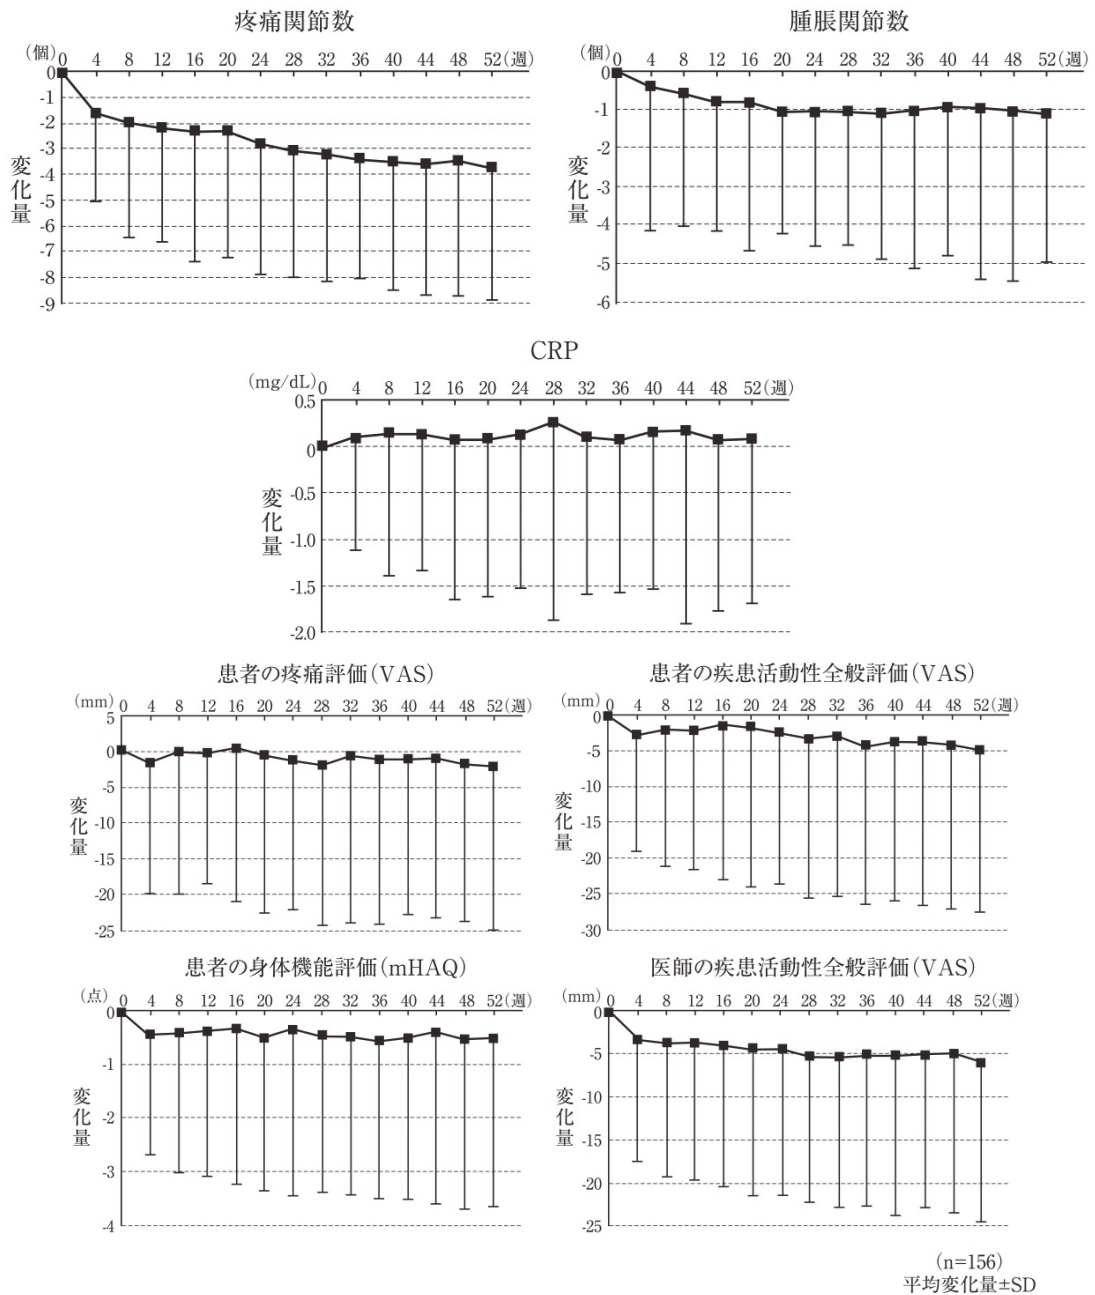 疼痛関節数
(個) 0 4 8 12 16 20 24 28 32 36 40 44 48 52(週)
0
-1
-2
-3
-4
-5
-6
-7
-8
-9
変化量
腫脹関節数
(個) 0 4 8 12 16 20 24 28 32 36 40 44 48 52(週)
0
-1
-2
-3
-4
-5
-6
変化量
CRP
(mg/dL) 0 4 8 12 16 20 24 28 32 36 40 44 48 52(週)
0.5
0
-0.5
-1.0
-1.5
-2.0
変化量
患者の疼痛評価(VAS)
(mm) 0 4 8 12 16 20 24 28 32 36 40 44 48 52(週)
5
0
-5
-10
-15
-20
-25
変化量
患者の疾患活動性全般評価(VAS)
(mm) 0 4 8 12 16 20 24 28 32 36 40 44 48 52(週)
0
-5
-10
-15
-20
-25
-30
変化量
患者の身体機能評価(mHAQ)
(点) 0 4 8 12 16 20 24 28 32 36 40 44 48 52(週)
0
-1
-2
-3
-4
変化量
医師の疾患活動性全般評価(VAS)
(mm) 0 4 8 12 16 20 24 28 32 36 40 44 48 52(週)
0
-5
-10
-15
-20
-25
変化量
(n=156)
平均変化量±SD